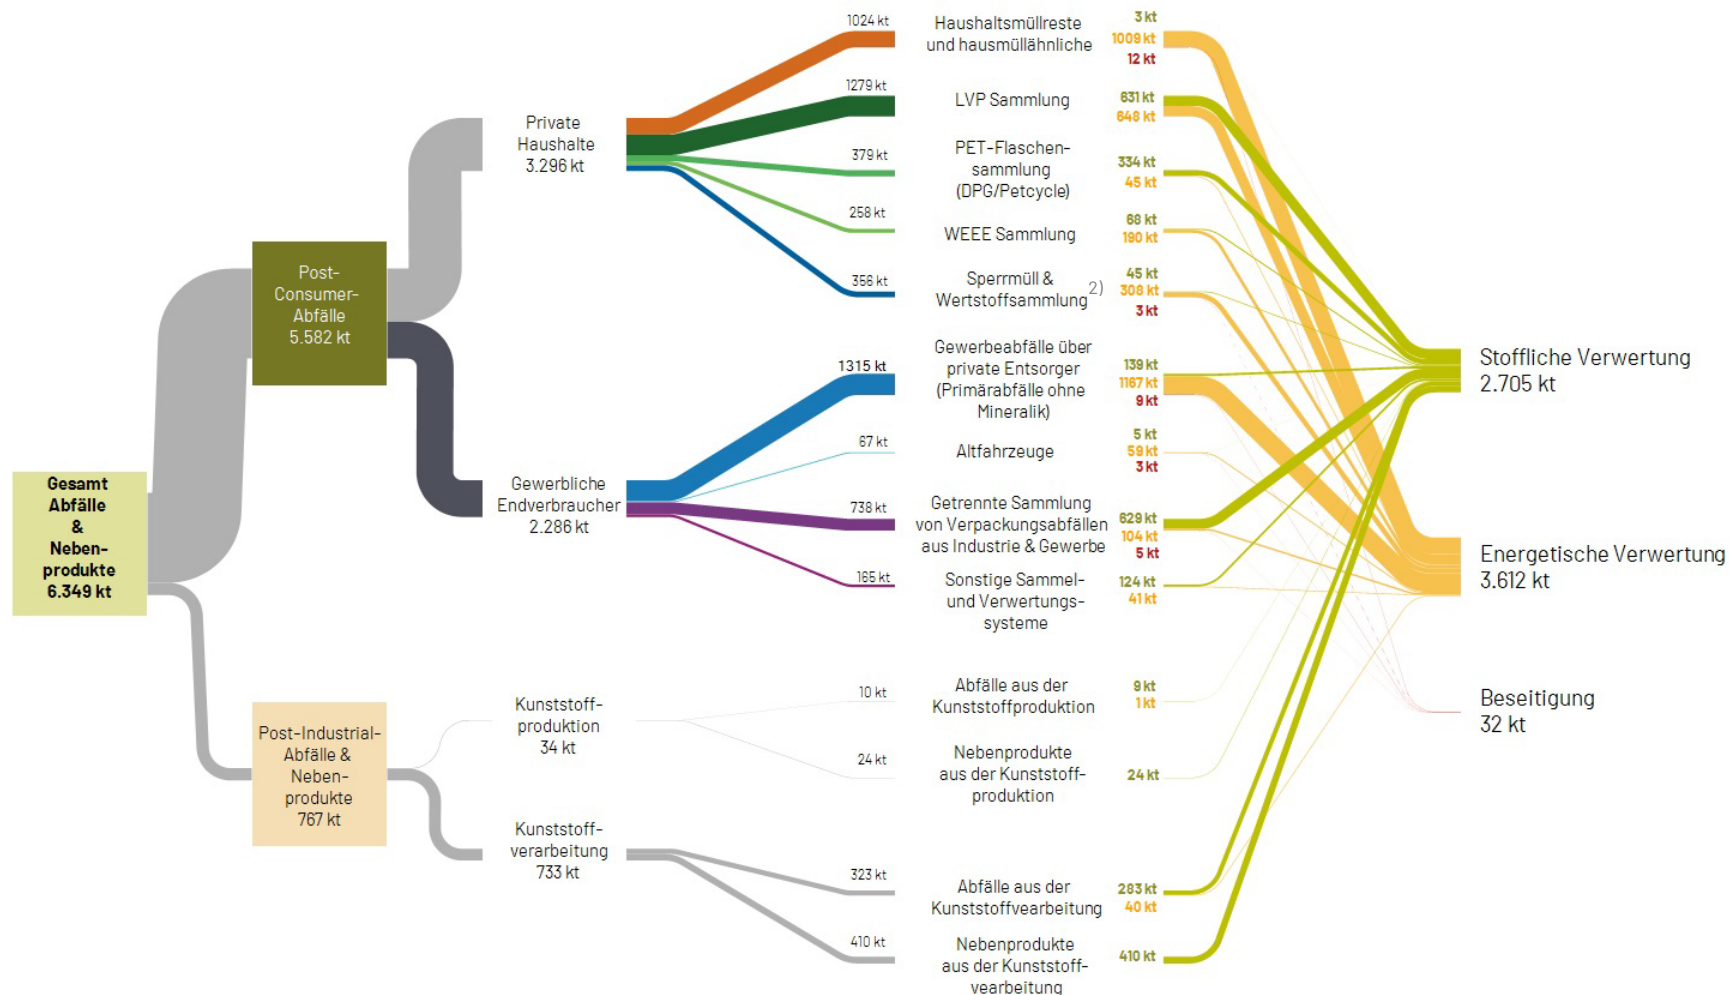 Gesamt
Abfälle
&
Neben-
produkte
6.349 kt
Post-
Consumer-
Abfälle
5.582 kt
Post-Industrial-
Abfälle &
Neben-
produkte
767 kt
Private
Haushalte
3.296 kt
Gewerbliche
Endverbraucher
2.286 kt
Kunststoff-
produktion
34 kt
Kunststoff-
verarbeitung
733 kt
1024 kt
Haushaltsmüllreste
und hausmüllähnliche
3 kt
1009 kt
12 kt
1279 kt
LVP Sammlung
631 kt
648 kt
379 kt
PET-Flaschen-
sammlung
(DPG/Petcycle)
334 kt
45 kt
258 kt
WEEE Sammlung
68 kt
190 kt
356 kt
Sperrmüll &
Wertstoffsammlung 2)
45 kt
308 kt
3 kt
1315 kt
Gewerbeabfälle über
private Entsorger
(Primärabfälle ohne
Mineralik)
139 kt
1167 kt
9 kt
67 kt
Altfahrzeuge
5 kt
59 kt
3 kt
738 kt
Getrennte Sammlung
von Verpackungsabfällen
aus Industrie & Gewerbe
629 kt
104 kt
5 kt
165 kt
Sonstige Sammel-
und Verwertungs-
systeme
124 kt
41 kt
10 kt
Abfälle aus der
Kunststoffproduktion
9 kt
1 kt
24 kt
Nebenprodukte
aus der Kunststoff-
produktion
24 kt
323 kt
Abfälle aus der
Kunststoffvearbeitung
283 kt
40 kt
410 kt
Nebenprodukte
aus der Kunststoff-
vearbeitung
410 kt
Stoffliche Verwertung
2.705 kt
Energetische Verwertung
3.612 kt
Beseitigung
32 kt